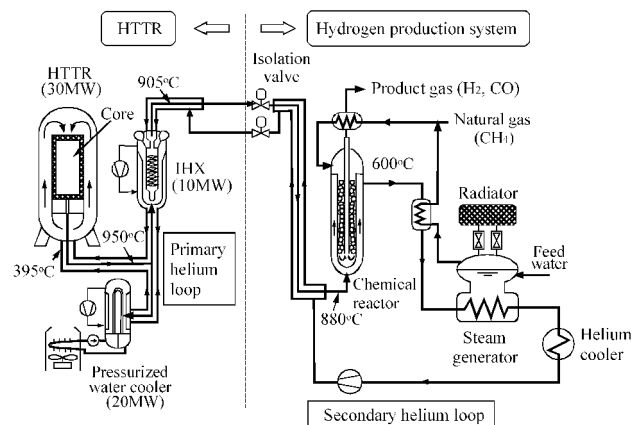 HTTR
Hydrogen production system
HTTR
(30MW)
Core
905°C
Isolation
valve
Product gas (H2, CO)
Natural gas
(CH4)
IHX
(10MW)
600°C
Radiator
950°C
395°C
Primary
helium
loop
Feed
water
Chemical
reactor
880°C
Steam
generator
Helium
cooler
Pressurized
water cooler
(20MW)
Secondary helium loop